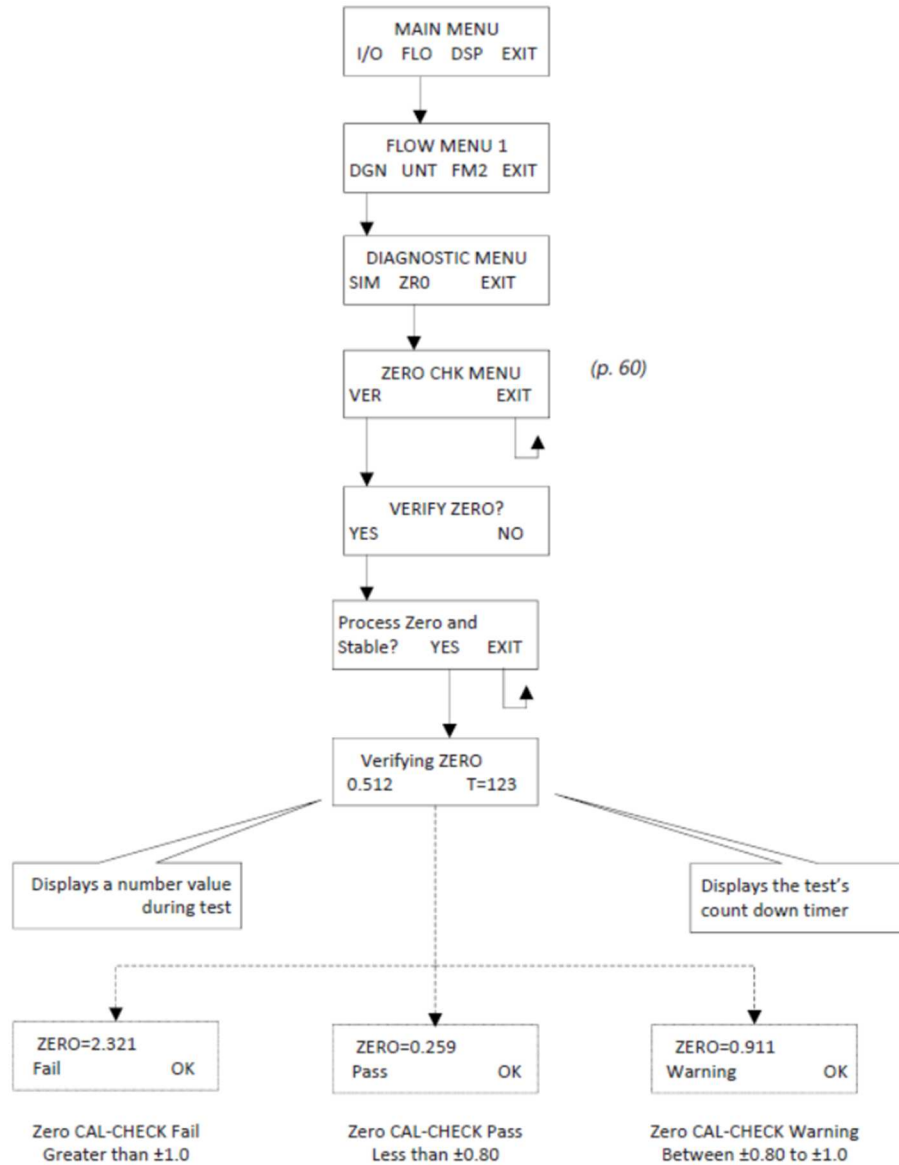 MAIN MENU
I/O FLO DSP EXIT
FLOW MENU 1
DGN UNT FM2 EXIT
DIAGNOSTIC MENU
SIM ZR0 EXIT
ZERO CHK MENU
VER EXIT
(p. 60)
VERIFY ZERO?
YES NO
Process Zero and
Stable? YES EXIT
Verifying ZERO
0.512 T=123
Displays a number value
during test
Displays the test's
count down timer
ZERO=2.321
Fail OK
Zero CAL-CHECK Fail
Greater than ±1.0
ZERO=0.259
Pass OK
Zero CAL-CHECK Pass
Less than ±0.80
ZERO=0.911
Warning OK
Zero CAL-CHECK Warning
Between ±0.80 to ±1.0